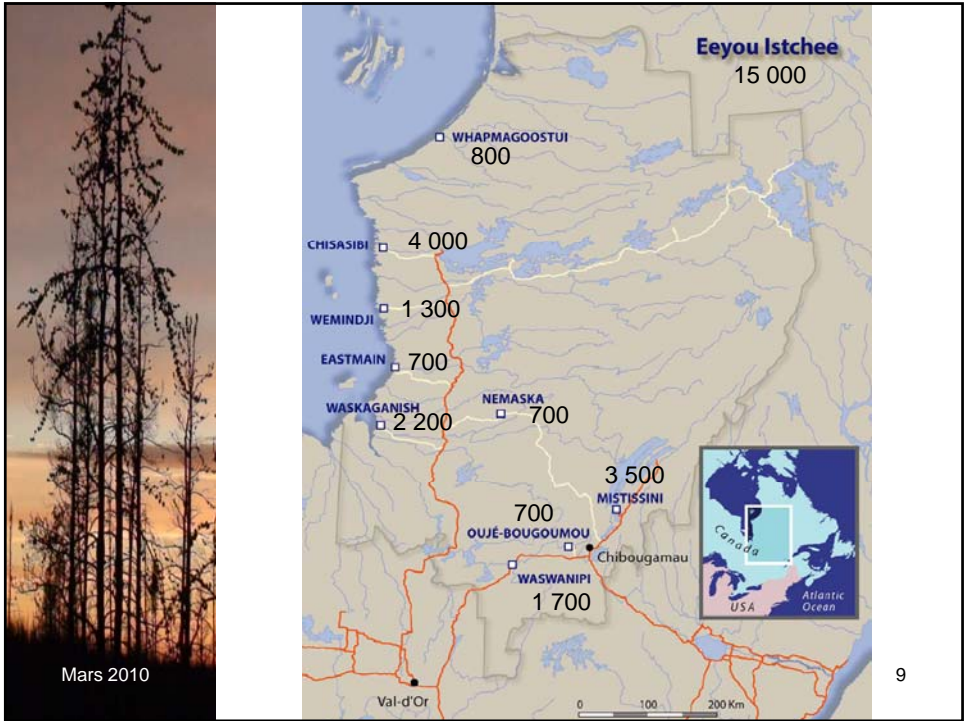 Eeyou Istchee
15 000
WHAPMAGOOSTUI
800
CHISASIBI
4 000
WEMINDJI
1 300
EASTMAIN
700
WASKAGANISH
2 200
NEMASKA
700
3 500
MISTISSINI
700
OUJÉ-BOUGOUMOU
Chibougamau
WASWANIPI
1 700
Canada
USA
Atlantic
Ocean
Mars 2010
Val-d'Or
0 100 200 Km
9